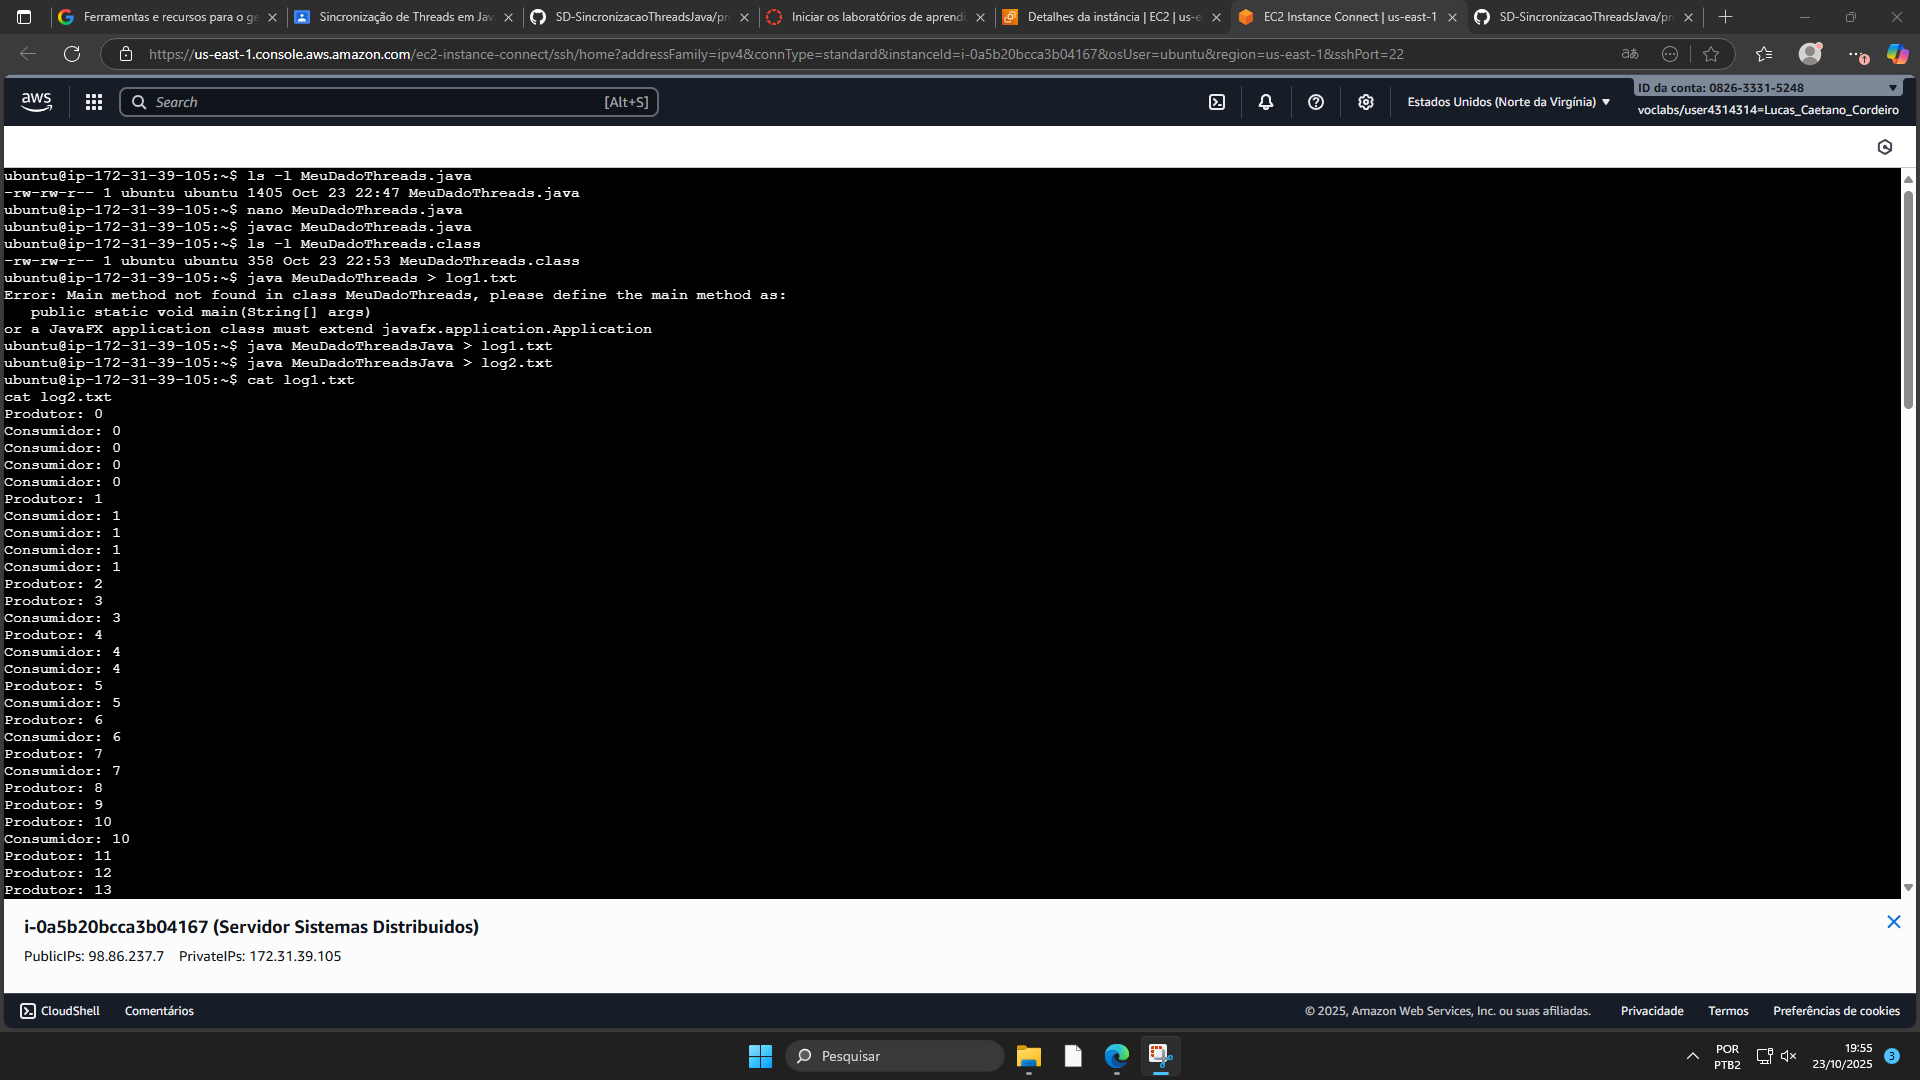 Ferramentas e recursos para o ge
Sincronização de Threads em Jav
SD-SincronizacaoThreadsJava/pro
Iniciar os laboratórios de aprendi
Detalhes da instância | EC2 | us-e
EC2 Instance Connect | us-east-1
SD-SincronizacaoThreadsJava/pro
https://us-east-1.console.aws.amazon.com/ec2-instance-connect/ssh/home?addressFamily=ipv4&connType=standard&instanceId=i-0a5b20bcca3b04167&osUser=ubuntu&region=us-east-1&sshPort=22
aws
Search
[Alt+S]
Estados Unidos (Norte da Virgínia)
ID da conta: 0826-3331-5248
voclabs/user4314314=Lucas_Caetano_Cordeiro
ubuntu@ip-172-31-39-105:~$ ls -l MeuDadoThreads.java
-rw-rw-r-- 1 ubuntu ubuntu 1405 Oct 23 22:47 MeuDadoThreads.java
ubuntu@ip-172-31-39-105:~$ nano MeuDadoThreads.java
ubuntu@ip-172-31-39-105:~$ javac MeuDadoThreads.java
ubuntu@ip-172-31-39-105:~$ ls -l MeuDadoThreads.class
-rw-rw-r-- 1 ubuntu ubuntu 358 Oct 23 22:53 MeuDadoThreads.class
ubuntu@ip-172-31-39-105:~$ java MeuDadoThreads > log1.txt
Error: Main method not found in class MeuDadoThreads, please define the main method as:
   public static void main(String[] args)
or a JavaFX application class must extend javafx.application.Application
ubuntu@ip-172-31-39-105:~$ java MeuDadoThreadsJava > log1.txt
ubuntu@ip-172-31-39-105:~$ java MeuDadoThreadsJava > log2.txt
ubuntu@ip-172-31-39-105:~$ cat log1.txt
cat log2.txt
Produtor: 0
Consumidor: 0
Consumidor: 0
Consumidor: 0
Consumidor: 0
Produtor: 1
Consumidor: 1
Consumidor: 1
Consumidor: 1
Consumidor: 1
Produtor: 2
Produtor: 3
Consumidor: 3
Produtor: 4
Consumidor: 4
Consumidor: 4
Produtor: 5
Consumidor: 5
Produtor: 6
Consumidor: 6
Produtor: 7
Consumidor: 7
Produtor: 8
Produtor: 9
Produtor: 10
Consumidor: 10
Produtor: 11
Produtor: 12
Produtor: 13
i-0a5b20bcca3b04167 (Servidor Sistemas Distribuidos)
PublicIPs: 98.86.237.7 PrivateIPs: 172.31.39.105
CloudShell
Comentários
© 2025, Amazon Web Services, Inc. ou suas afiliadas.
Privacidade
Termos
Preferências de cookies
Pesquisar
POR
PTB2
19:55
23/10/2025
3